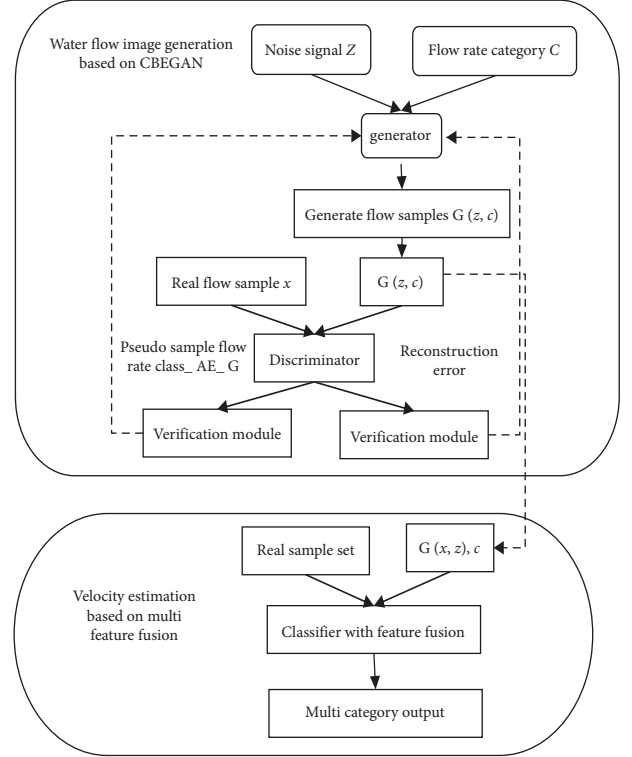 Water flow image generation
based on CBEGAN
Noise signal Z
Flow rate category C
generator
Generate flow samples G (z, c)
Real flow sample x
G (z, c)
Pseudo sample flow
rate class_ AE_ G
Discriminator
Reconstruction
error
Verification module
Verification module
Real sample set
G (x, z), c
Velocity estimation
based on multi
feature fusion
Classifier with feature fusion
Multi category output